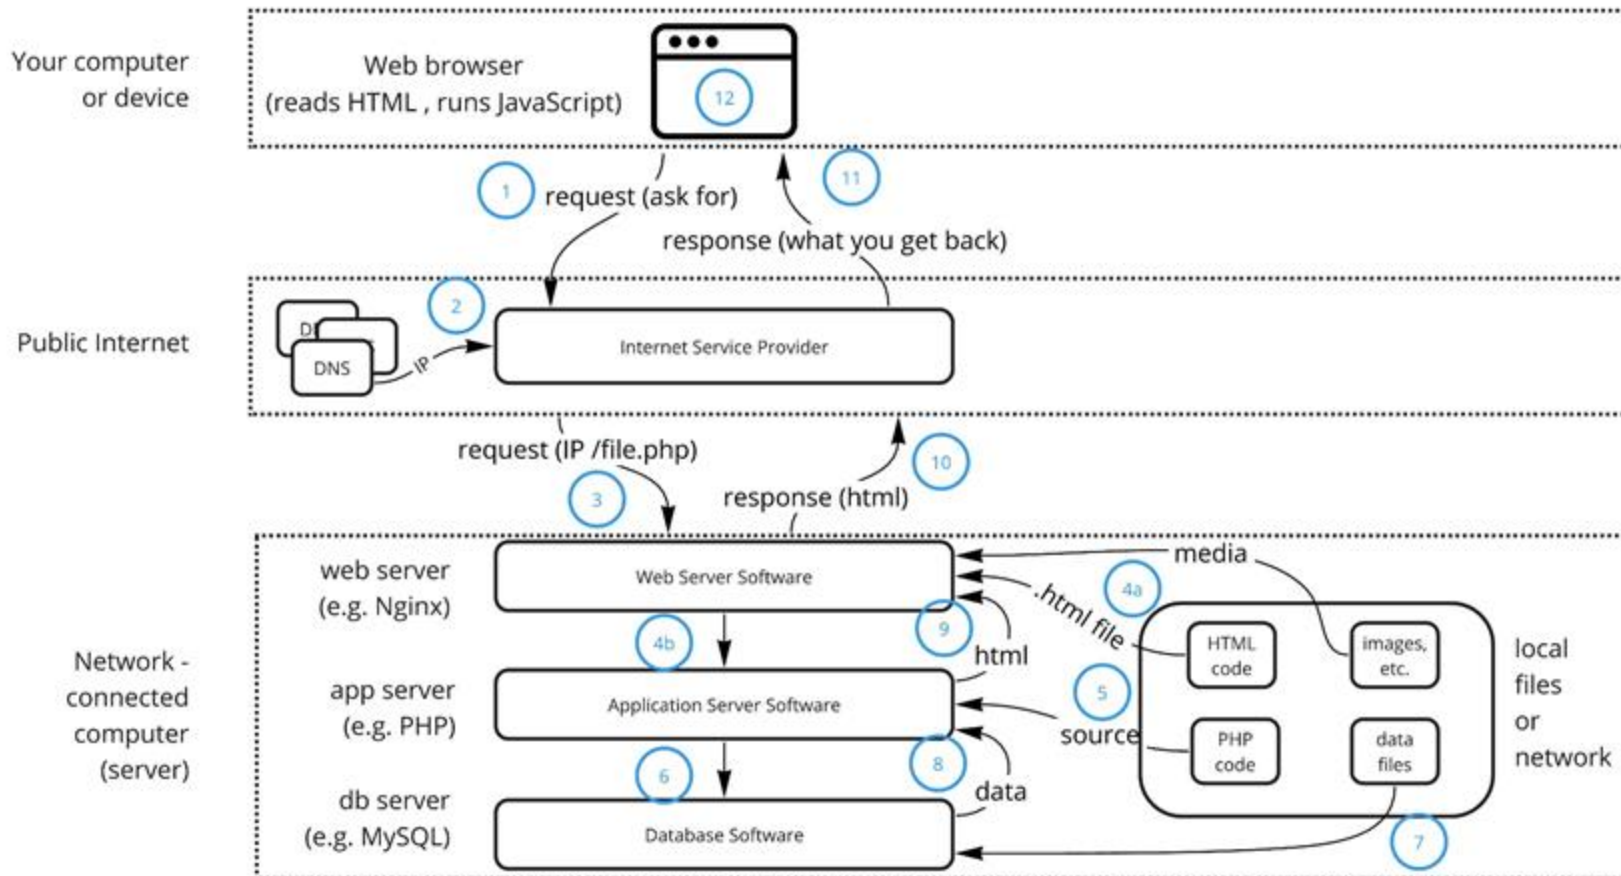 Your computer
or device
Web browser
(reads HTML , runs JavaScript)
12
1
request (ask for)
11
response (what you get back)
Public Internet
2
DNS
IP
Internet Service Provider
request (IP /file.php)
3
response (html)
10
Network -
connected
computer
(server)
web server
(e.g. Nginx)
Web Server Software
media
4a
.html file
4b
9
html
app server
(e.g. PHP)
Application Server Software
5
source
6
8
data
db server
(e.g. MySQL)
Database Software
HTML
code
images,
etc.
PHP
code
data
files
7
local
files
or
network